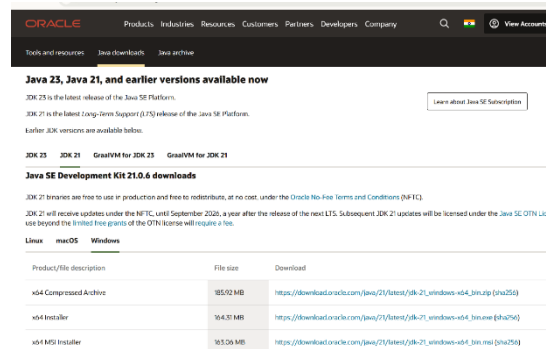 ORACLE Products Industries Resources Customers Partners Developers Company View Accounts
Tools and resources Java downloads Java archive
Java 23, Java 21, and earlier versions available now
JDK 23 is the latest release of the Java SE Platform.
Learn about Java SE Subscription
JDK 21 is the latest Long-Term Support (LTS) release of the Java SE Platform.
Earlier JDK versions are available below.
JDK 23 JDK 21 GraalVM for JDK 23 GraalVM for JDK 21
Java SE Development Kit 21.0.6 downloads
JDK 21 binaries are free to use in production and free to redistribute, at no cost, under the Oracle No-Fee Terms and Conditions (NFTC).
JDK 21 will receive updates under the NFTC, until September 2026, a year after the release of the next LTS. Subsequent JDK 21 updates will be licensed under the Java SE OTN Lic
use beyond the limited free grants of the OTN license will require a fee.
Linux macOS Windows
Product/file description File size Download
x64 Compressed Archive 185.92 MB https://download.oracle.com/java/21/latest/jdk-21_windows-x64_bin.zip (sha256)
x64 Installer 164.31 MB https://download.oracle.com/java/21/latest/jdk-21_windows-x64_bin.exe (sha256)
x64 MSI Installer 163.06 MB https://download.oracle.com/java/21/latest/jdk-21_windows-x64_bin.msi (sha256)